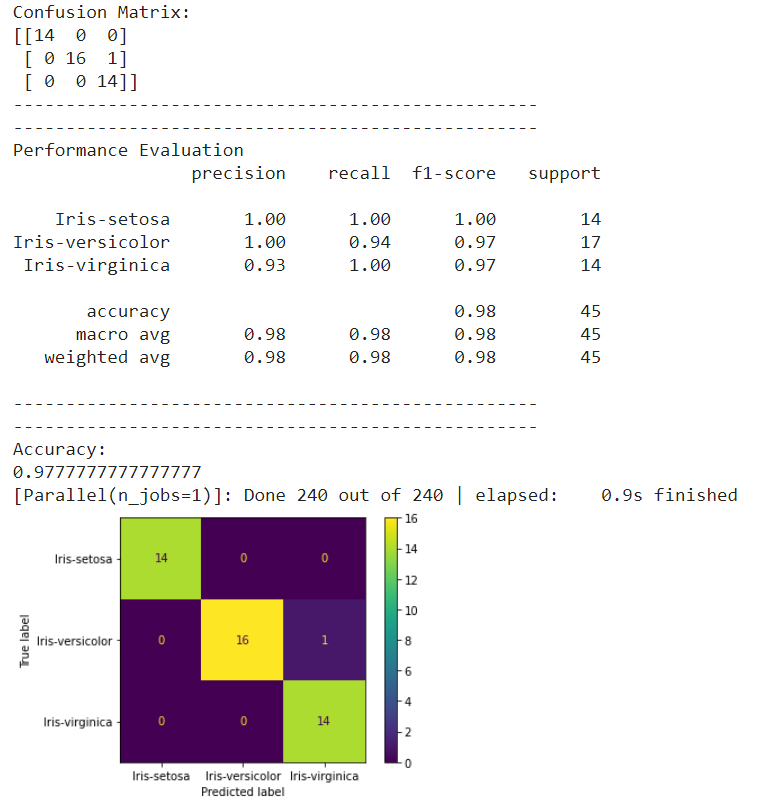 Confusion Matrix:
[[14  0  0]
 [ 0 16  1]
 [ 0  0 14]]
--------------------------------------------------
--------------------------------------------------
Performance Evaluation
                 precision    recall  f1-score   support

    Iris-setosa       1.00      1.00      1.00        14
Iris-versicolor       1.00      0.94      0.97        17
 Iris-virginica       0.93      1.00      0.97        14

       accuracy                           0.98        45
      macro avg       0.98      0.98      0.98        45
   weighted avg       0.98      0.98      0.98        45

--------------------------------------------------
--------------------------------------------------
Accuracy:
0.9777777777777777
[Parallel(n_jobs=1)]: Done 240 out of 240 | elapsed:    0.9s finished
16
Iris-setosa 14 0 0
14
12
10
True label
Iris-versicolor 0 16 1
8
6
4
Iris-virginica 0 0 14
2
0
Iris-setosa Iris-versicolor Iris-virginica
Predicted label